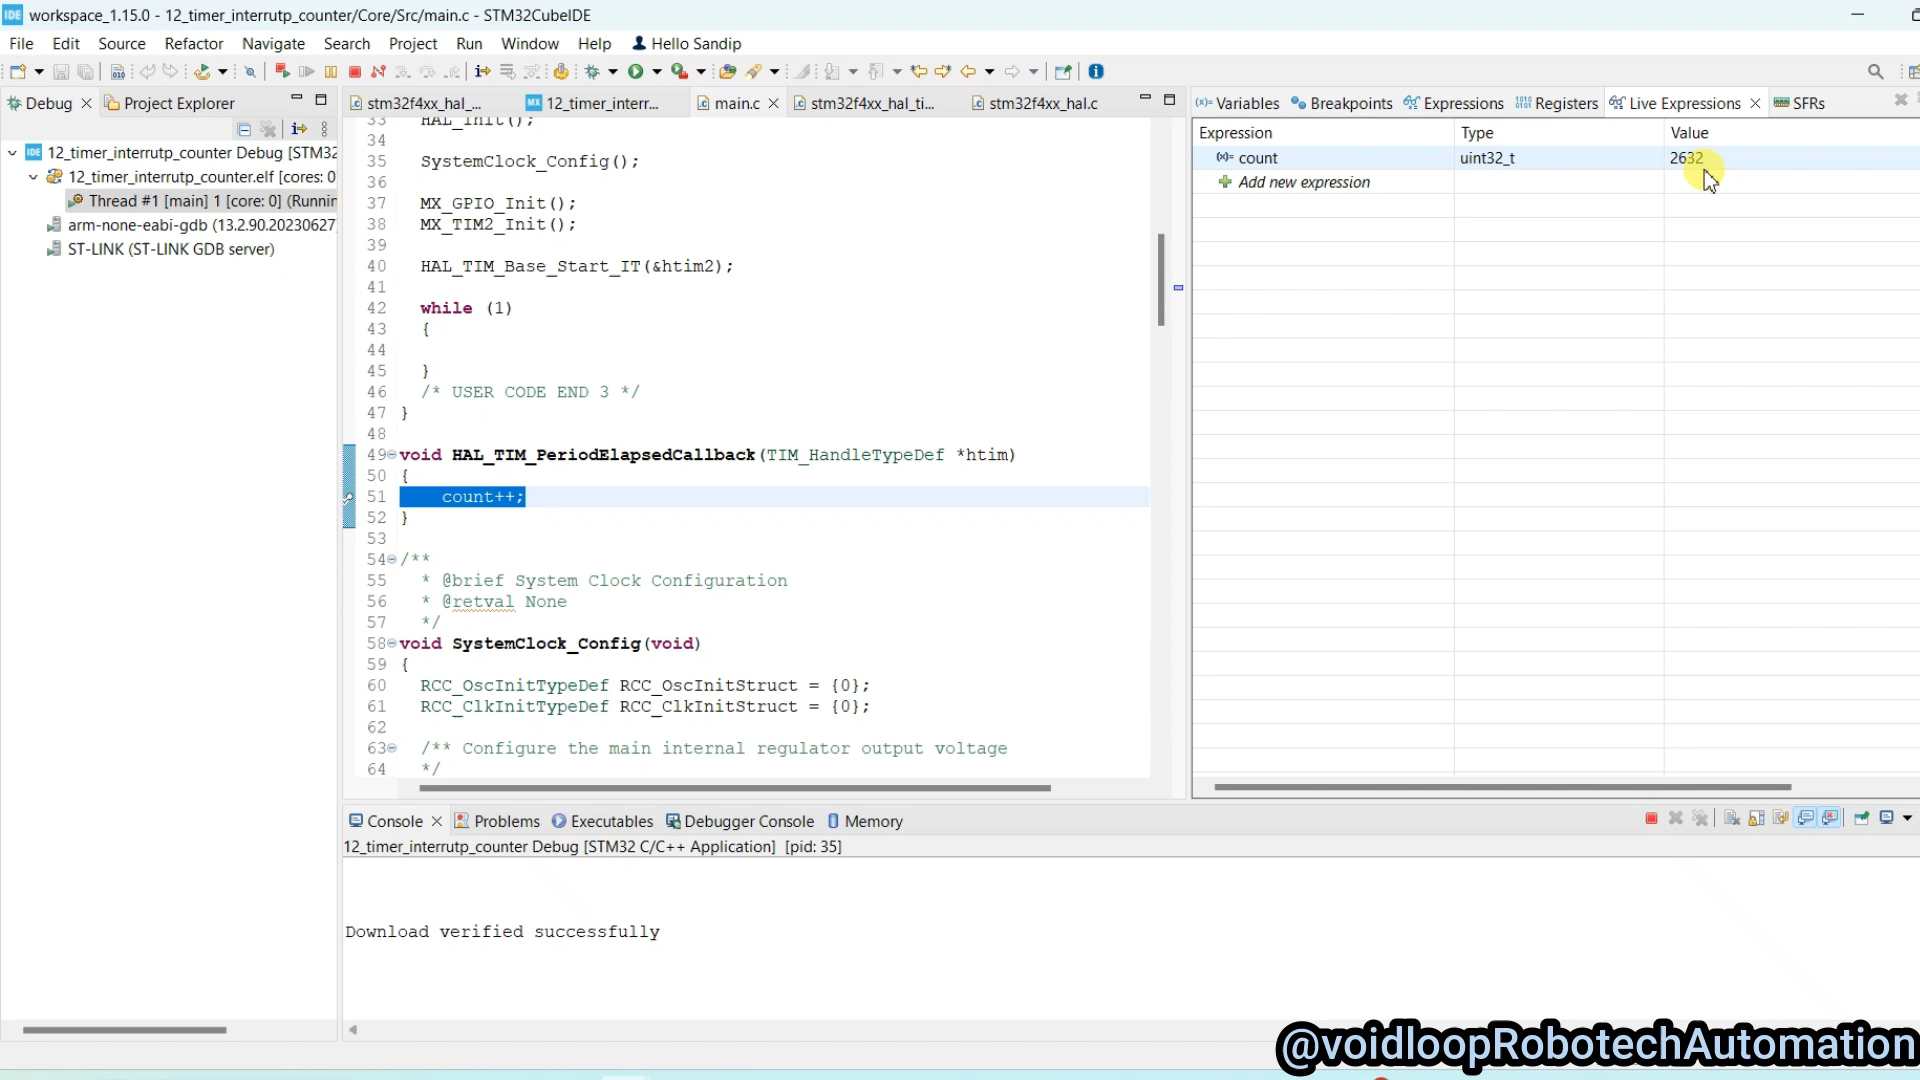 IDE workspace_1.15.0 - 12_timer_interrutp_counter/Core/Src/main.c - STM32CubeIDE
File Edit Source Refactor Navigate Search Project Run Window Help Hello Sandip
Debug Project Explorer
stm32f4xx_hal_... MX 12_timer_interr... main.c stm32f4xx_hal_ti... stm32f4xx_hal.c
Variables Breakpoints Expressions Registers Live Expressions SFRs
IDE 12_timer_interrutp_counter Debug [STM32
12_timer_interrutp_counter.elf [cores: 0
Thread #1 [main] 1 [core: 0] (Runnin
arm-none-eabi-gdb (13.2.90.20230627
ST-LINK (ST-LINK GDB server)
33 HAL_Init();
34
35 SystemClock_Config();
36
37 MX_GPIO_Init();
38 MX_TIM2_Init();
39
40 HAL_TIM_Base_Start_IT(&htim2);
41
42 while (1)
43 {
44
45 }
46 /* USER CODE END 3 */
47 }
48
49 void HAL_TIM_PeriodElapsedCallback(TIM_HandleTypeDef *htim)
50 {
51 count++;
52 }
53
54 /**
55 * @brief System Clock Configuration
56 * @retval None
57 */
58 void SystemClock_Config(void)
59 {
60 RCC_OscInitTypeDef RCC_OscInitStruct = {0};
61 RCC_ClkInitTypeDef RCC_ClkInitStruct = {0};
62
63 /** Configure the main internal regulator output voltage
64 */
Expression Type Value
(x)= count uint32_t 2632
Add new expression
Console Problems Executables Debugger Console Memory
12_timer_interrutp_counter Debug [STM32 C/C++ Application] [pid: 35]
Download verified successfully
@voidloopRobotechAutomation